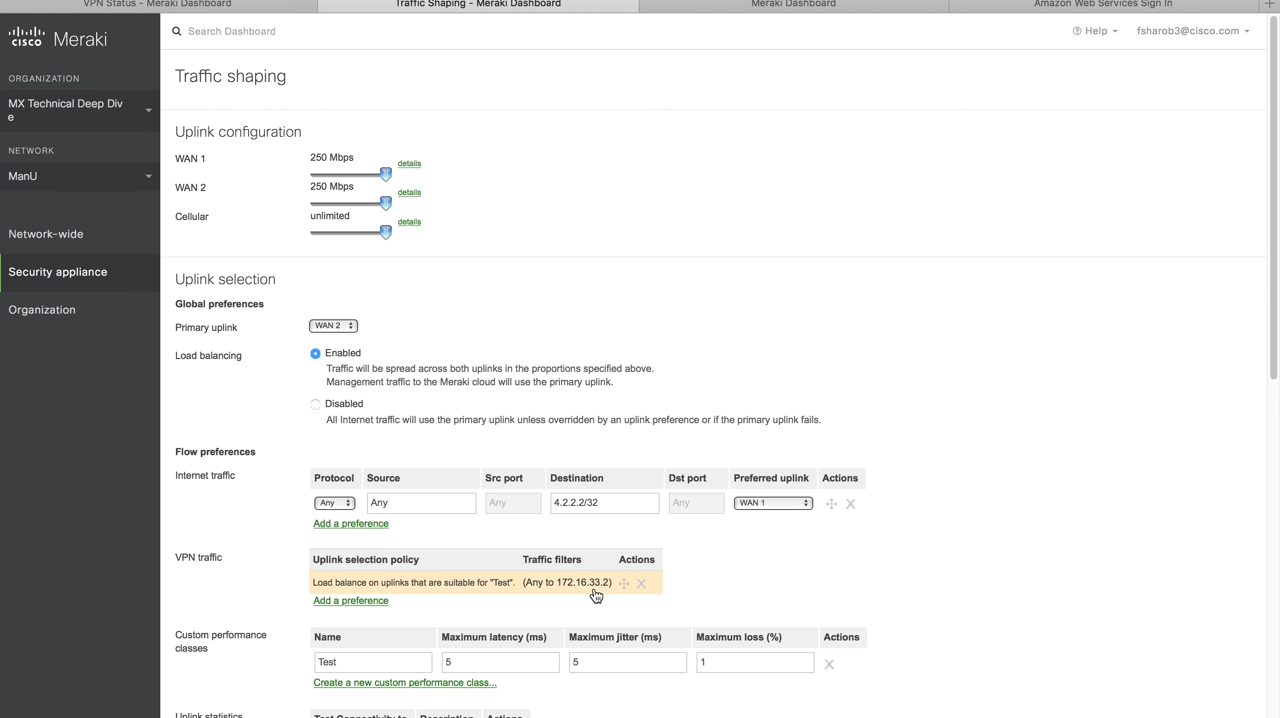 VPN Status - Meraki Dashboard
Traffic Shaping - Meraki Dashboard
Meraki Dashboard
Amazon Web Services Sign In
cisco Meraki
Search Dashboard
Help
fsharob3@cisco.com
ORGANIZATION
MX Technical Deep Div
e
NETWORK
ManU
Network-wide
Security appliance
Organization
Traffic shaping
Uplink configuration
WAN 1
250 Mbps
details
WAN 2
250 Mbps
details
Cellular
unlimited
details
Uplink selection
Global preferences
Primary uplink
WAN 2
Load balancing
Enabled
Traffic will be spread across both uplinks in the proportions specified above.
Management traffic to the Meraki cloud will use the primary uplink.
Disabled
All Internet traffic will use the primary uplink unless overridden by an uplink preference or if the primary uplink fails.
Flow preferences
Internet traffic
Protocol Source Src port Destination Dst port Preferred uplink Actions
Any Any Any 4.2.2.2/32 Any WAN 1
Add a preference
VPN traffic
Uplink selection policy Traffic filters Actions
Load balance on uplinks that are suitable for "Test". (Any to 172.16.33.2)
Add a preference
Custom performance
classes
Name Maximum latency (ms) Maximum jitter (ms) Maximum loss (%) Actions
Test 5 5 1
Create a new custom performance class...
Uplink statistics
Test Connectivity to Description Actions